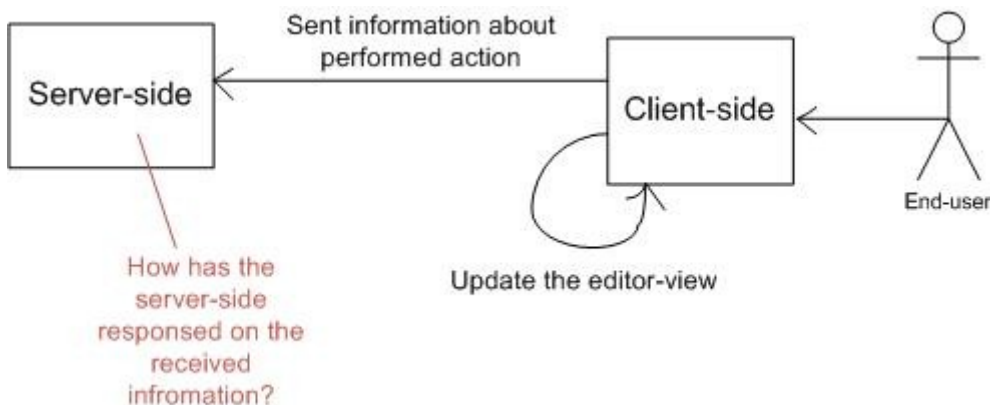 Sent information about
performed action
Server-side
Client-side
End-user
Update the editor-view
How has the
server-side
responsed on the
received
infromation?